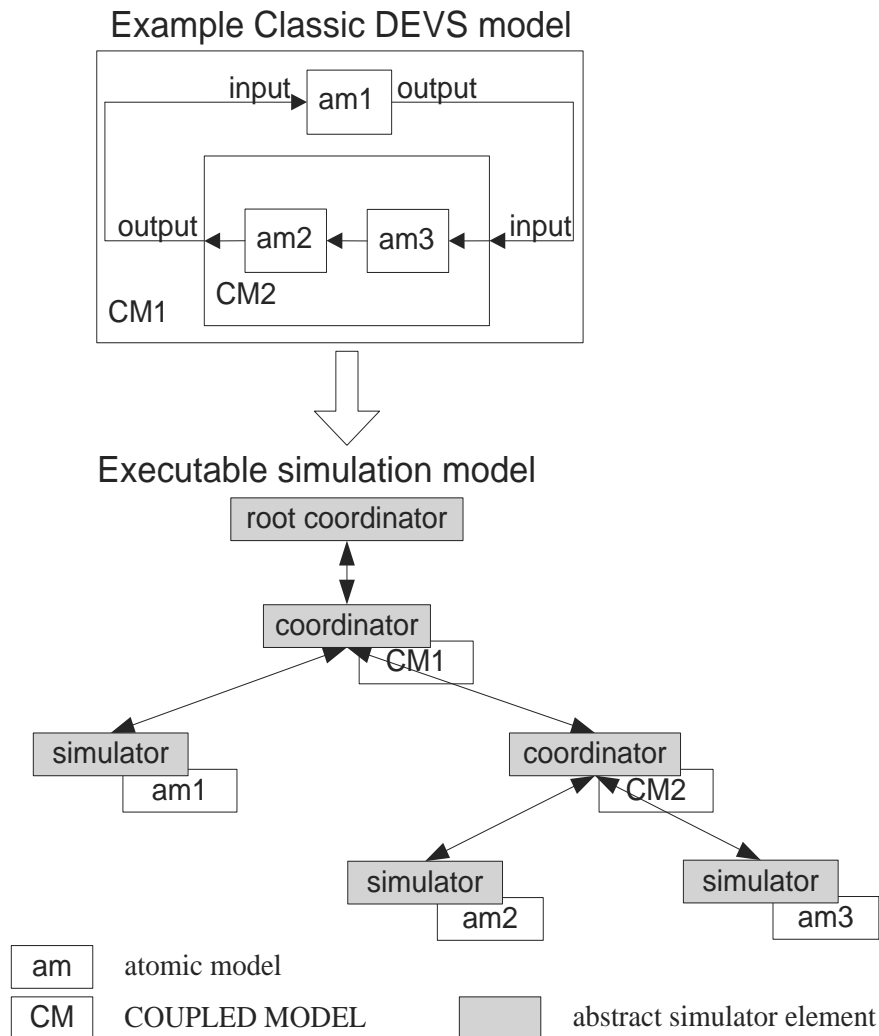 Example Classic DEVS model
input
am1
output
output
am2
am3
input
CM2
CM1
Executable simulation model
root coordinator
coordinator
CM1
simulator
am1
coordinator
CM2
simulator
am2
simulator
am3
am atomic model
CM COUPLED MODEL
abstract simulator element